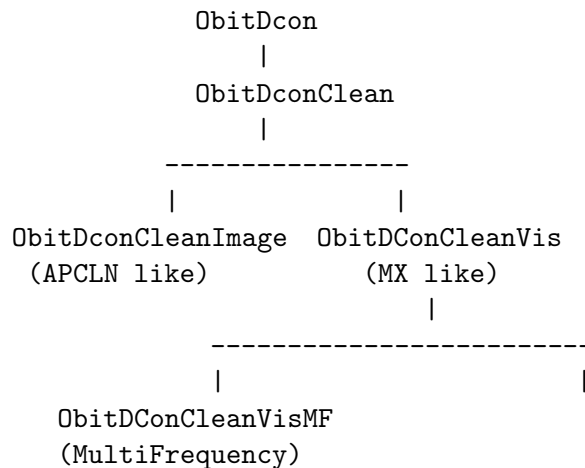 ObitDcon
|
ObitDconClean
|
----------------
| |
ObitDconCleanImage ObitDConCleanVis
(APCLN like) (MX like)
|
-------------------------
| |
ObitDConCleanVisMF
(MultiFrequency)